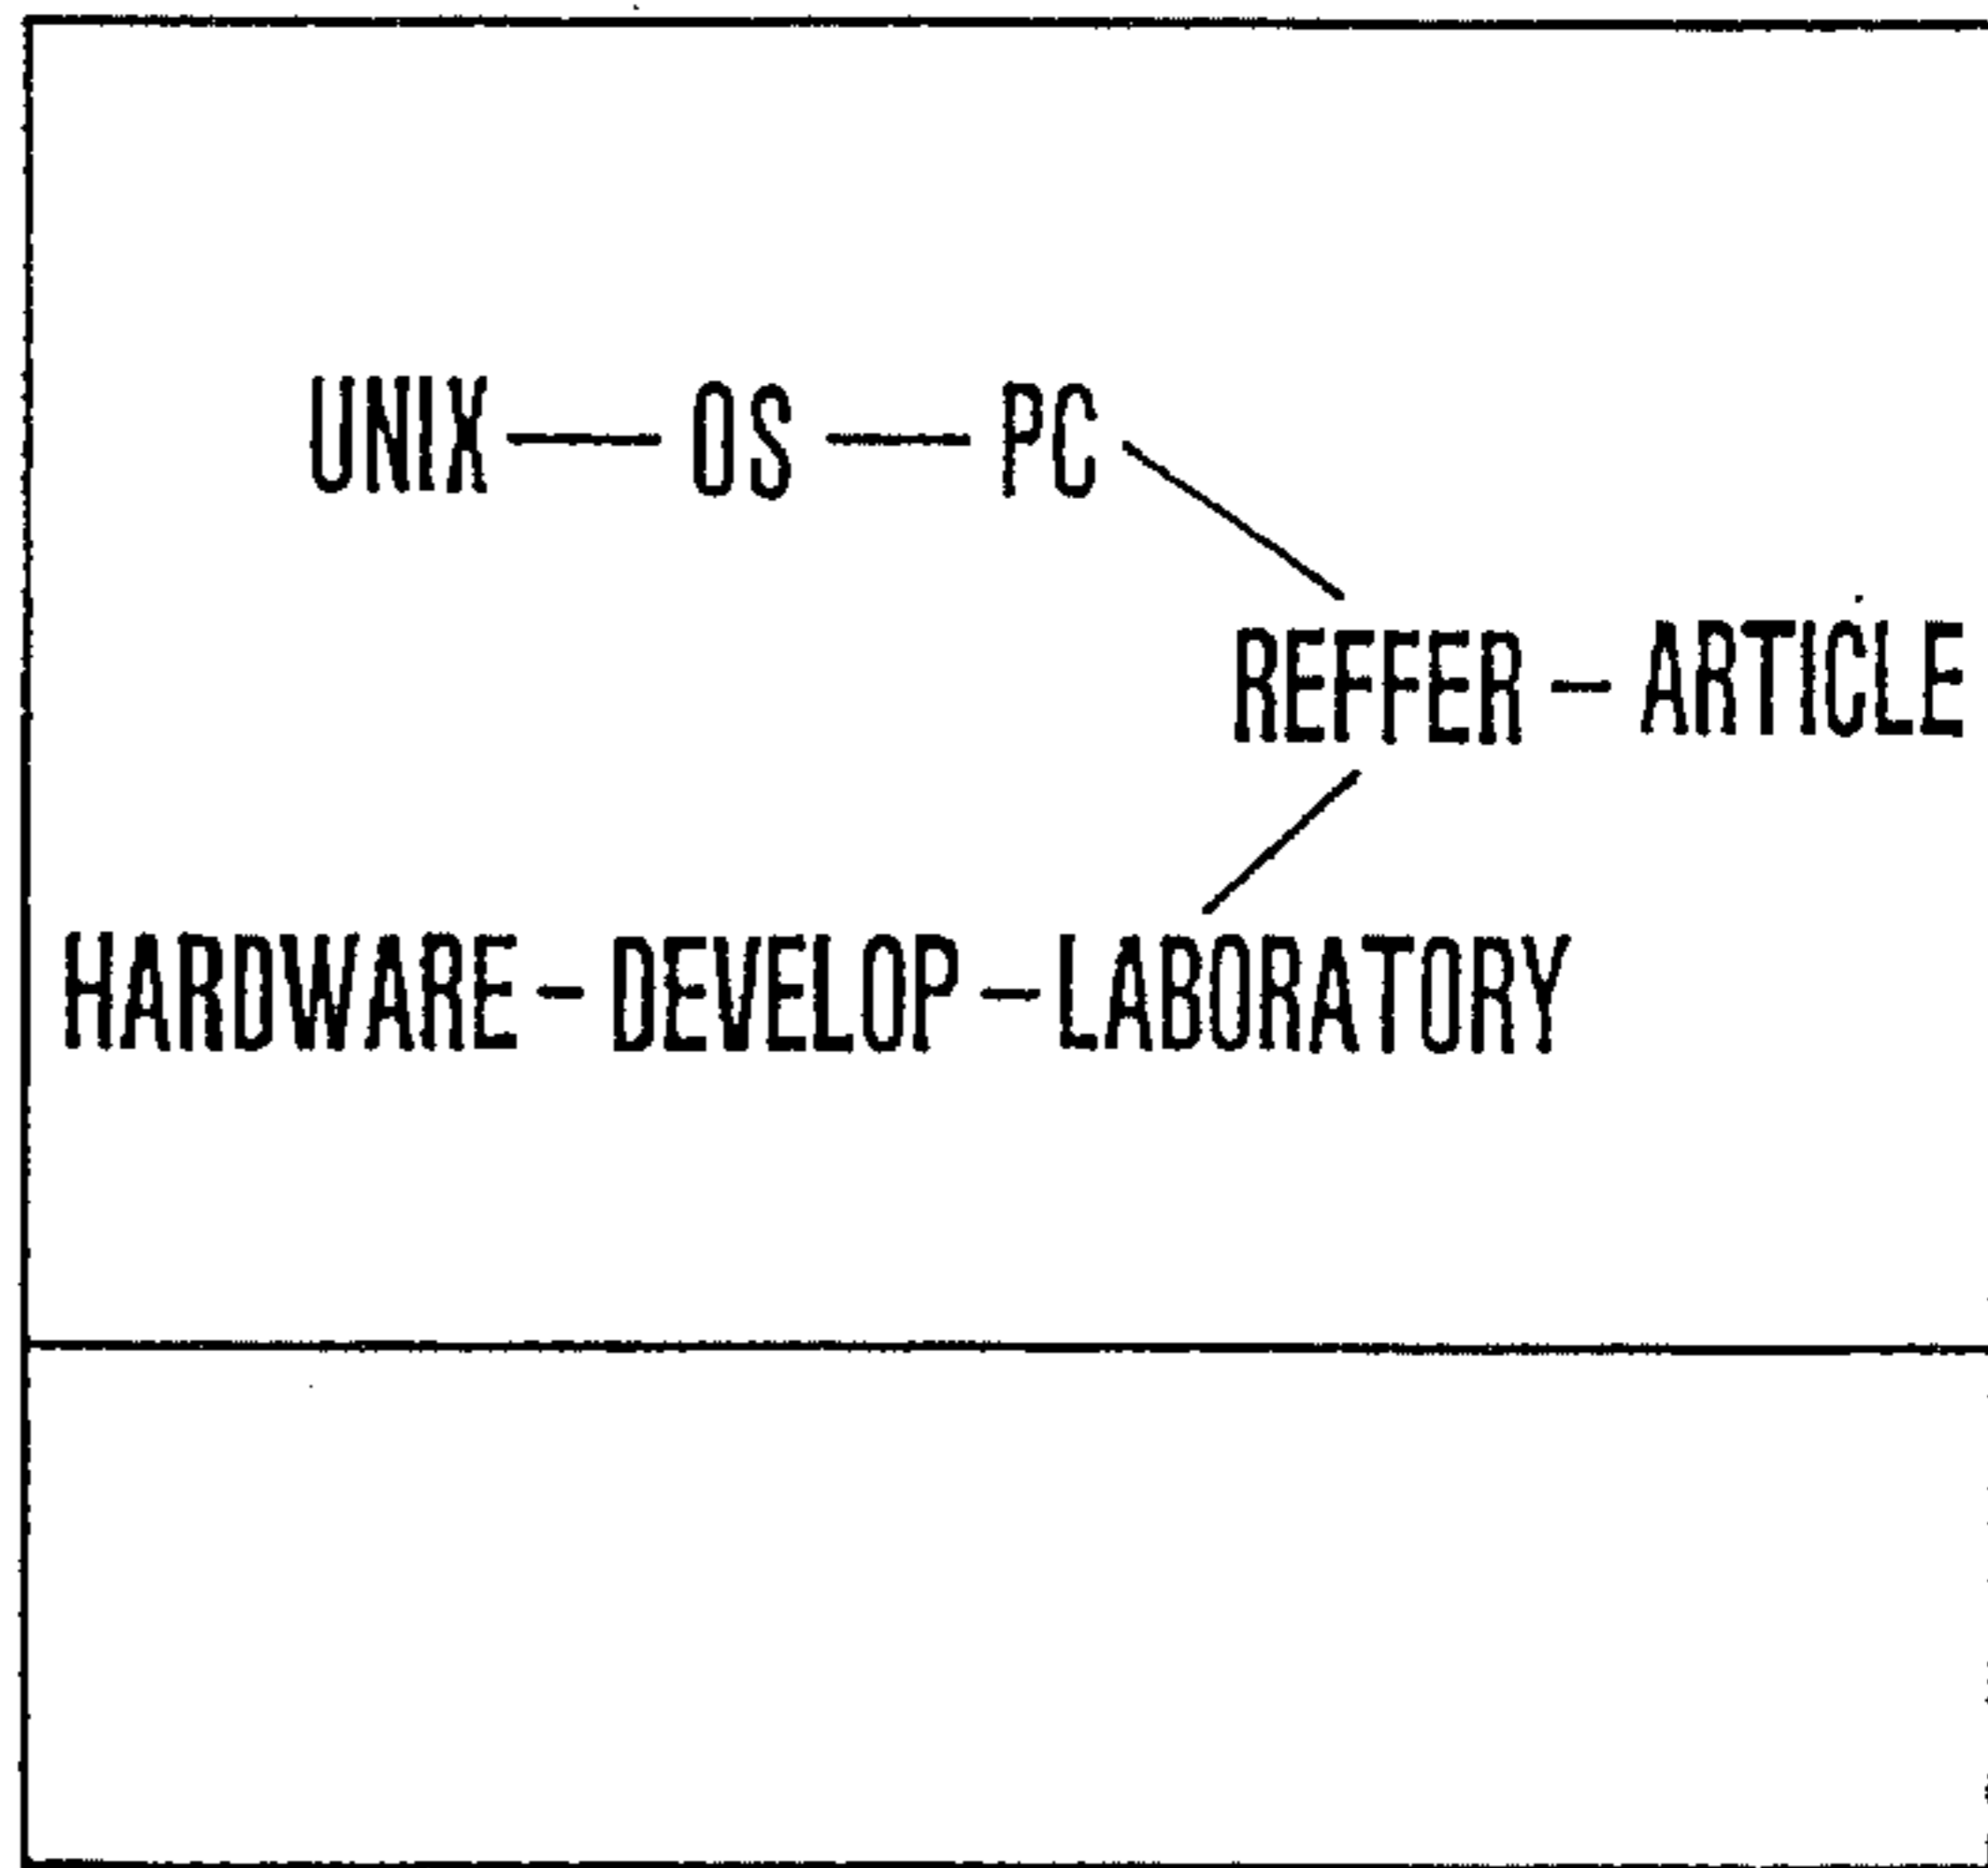 UNIX — OS — PC
REFFER - ARTICLE
HARDWARE - DEVELOP - LABORATORY